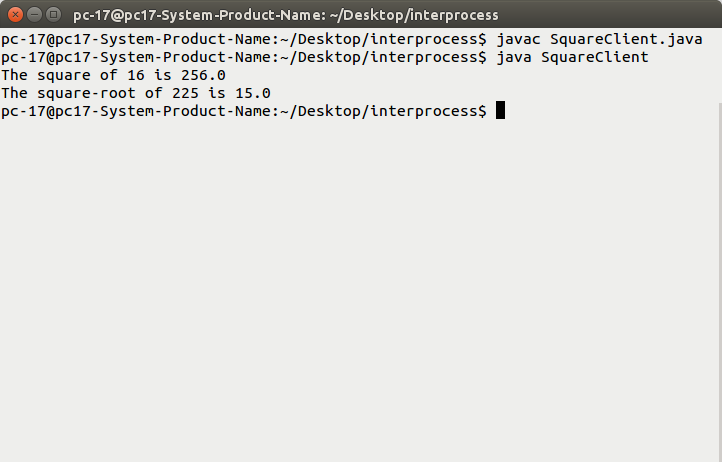 pc-17@pc17-System-Product-Name: ~/Desktop/interprocess
pc-17@pc17-System-Product-Name:~/Desktop/interprocess$ javac SquareClient.java
pc-17@pc17-System-Product-Name:~/Desktop/interprocess$ java SquareClient
The square of 16 is 256.0
The square-root of 225 is 15.0
pc-17@pc17-System-Product-Name:~/Desktop/interprocess$